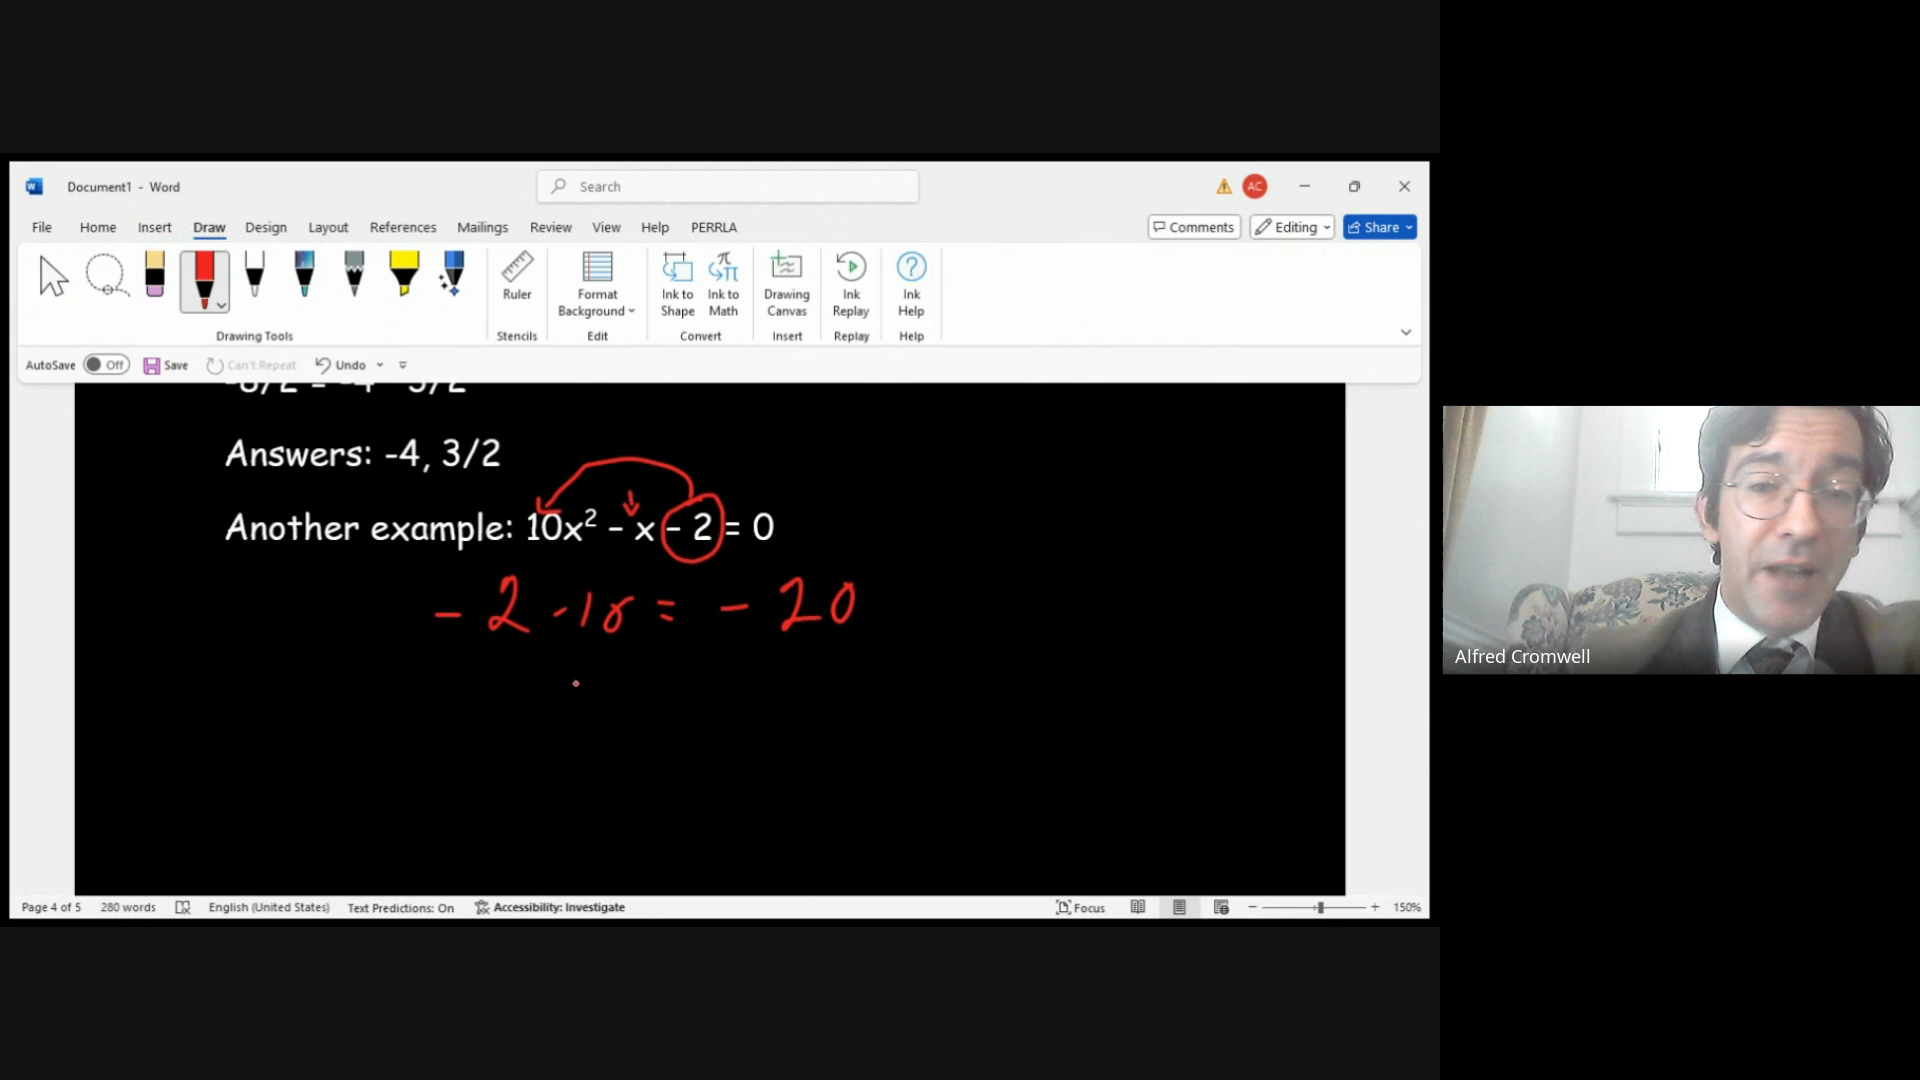 Document1 - Word
Search
AC
File Home Insert Draw Design Layout References Mailings Review View Help PERRLA
Comments Editing Share
Ruler
Format Background
Ink to Shape
Ink to Math
Drawing Canvas
Ink Replay
Ink Help
Drawing Tools Stencils Edit Convert Insert Replay Help
AutoSave Off Save Can't Repeat Undo
Answers: -4, 3/2
Another example: 10x² - x - 2 = 0
- 2 · 10 = - 20
Alfred Cromwell
Page 4 of 5 280 words English (United States) Text Predictions: On Accessibility: Investigate Focus 150%